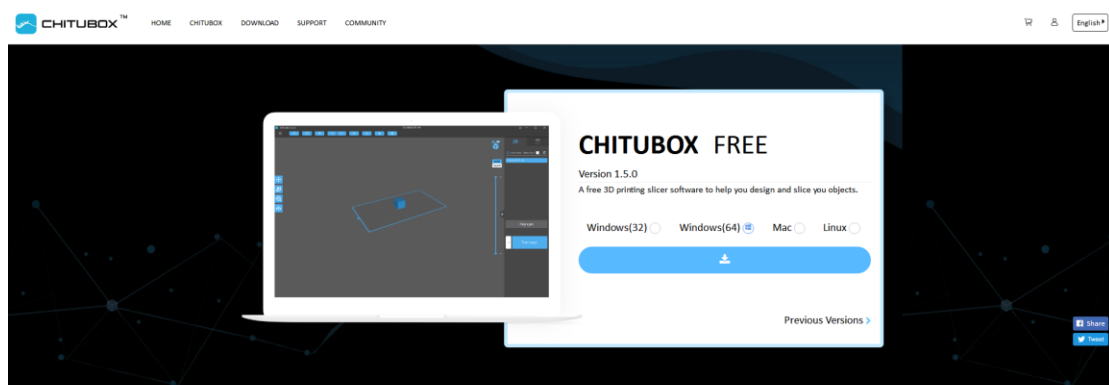 CHITUBOX™
HOME CHITUBOX DOWNLOAD SUPPORT COMMUNITY
English
CHITUBOX FREE
Version 1.5.0
A free 3D printing slicer software to help you design and slice you objects.
Windows(32) Windows(64) Mac Linux
Previous Versions >
Share
Tweet